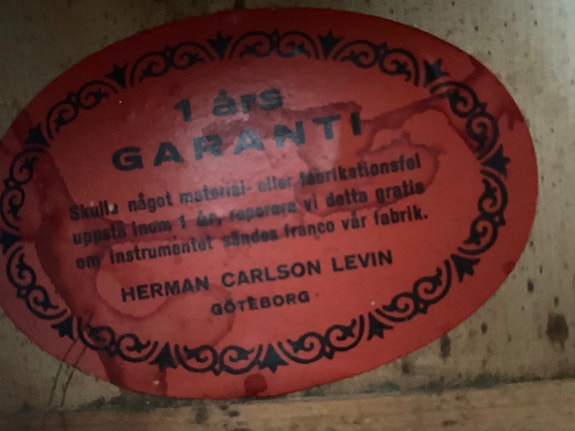 1 års
GARANTI
Skulle något material- eller fabrikationsfel
uppstå inom 1 år, reparera vi detta gratis
om instrumentet sändes franco vår fabrik.
HERMAN CARLSON LEVIN
GÖTEBORG